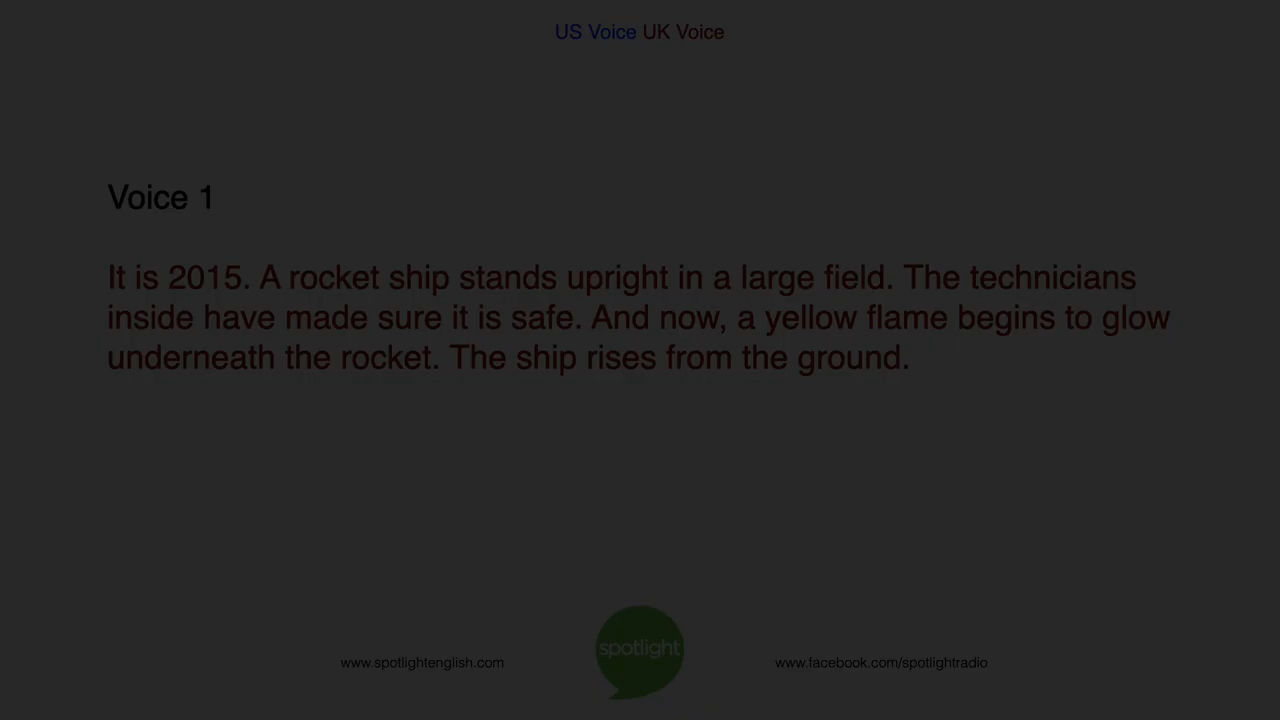 US Voice UK Voice
Voice 1
It is 2015. A rocket ship stands upright in a large field. The technicians
inside have made sure it is safe. And now, a yellow flame begins to glow
underneath the rocket. The ship rises from the ground.
spotlight
www.spotlightenglish.com
www.facebook.com/spotlightradio